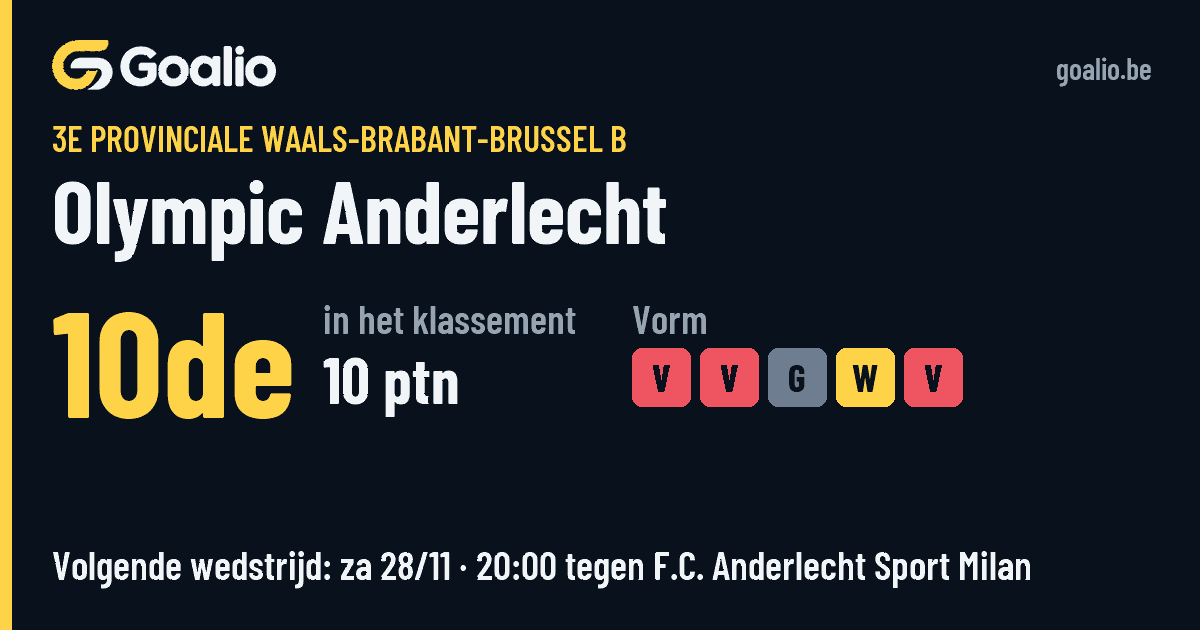 Goalio
goalio.be
3E PROVINCIALE WAALS-BRABANT-BRUSSEL B
Olympic Anderlecht
10de
in het klassement
10 ptn
Vorm
V V G W V
Volgende wedstrijd: za 28/11 · 20:00 tegen F.C. Anderlecht Sport Milan